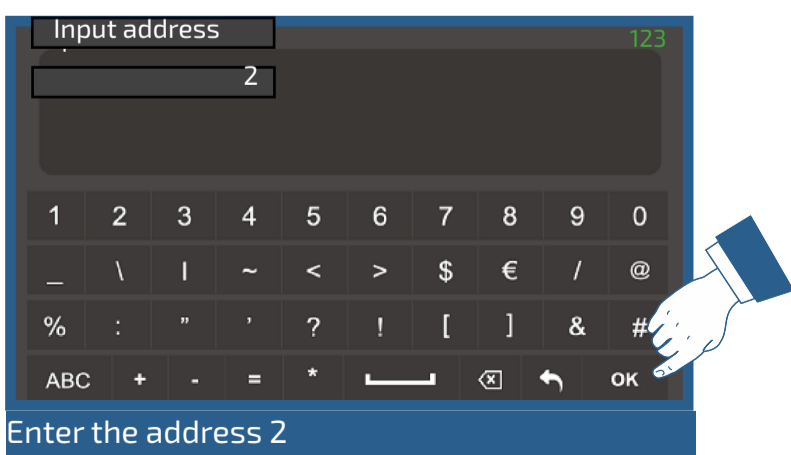 Input address
123
2
1 2 3 4 5 6 7 8 9 0
_ \ | ~ < > $ € / @
% : " ' ? ! [ ] & #
ABC + - = * OK
Enter the address 2